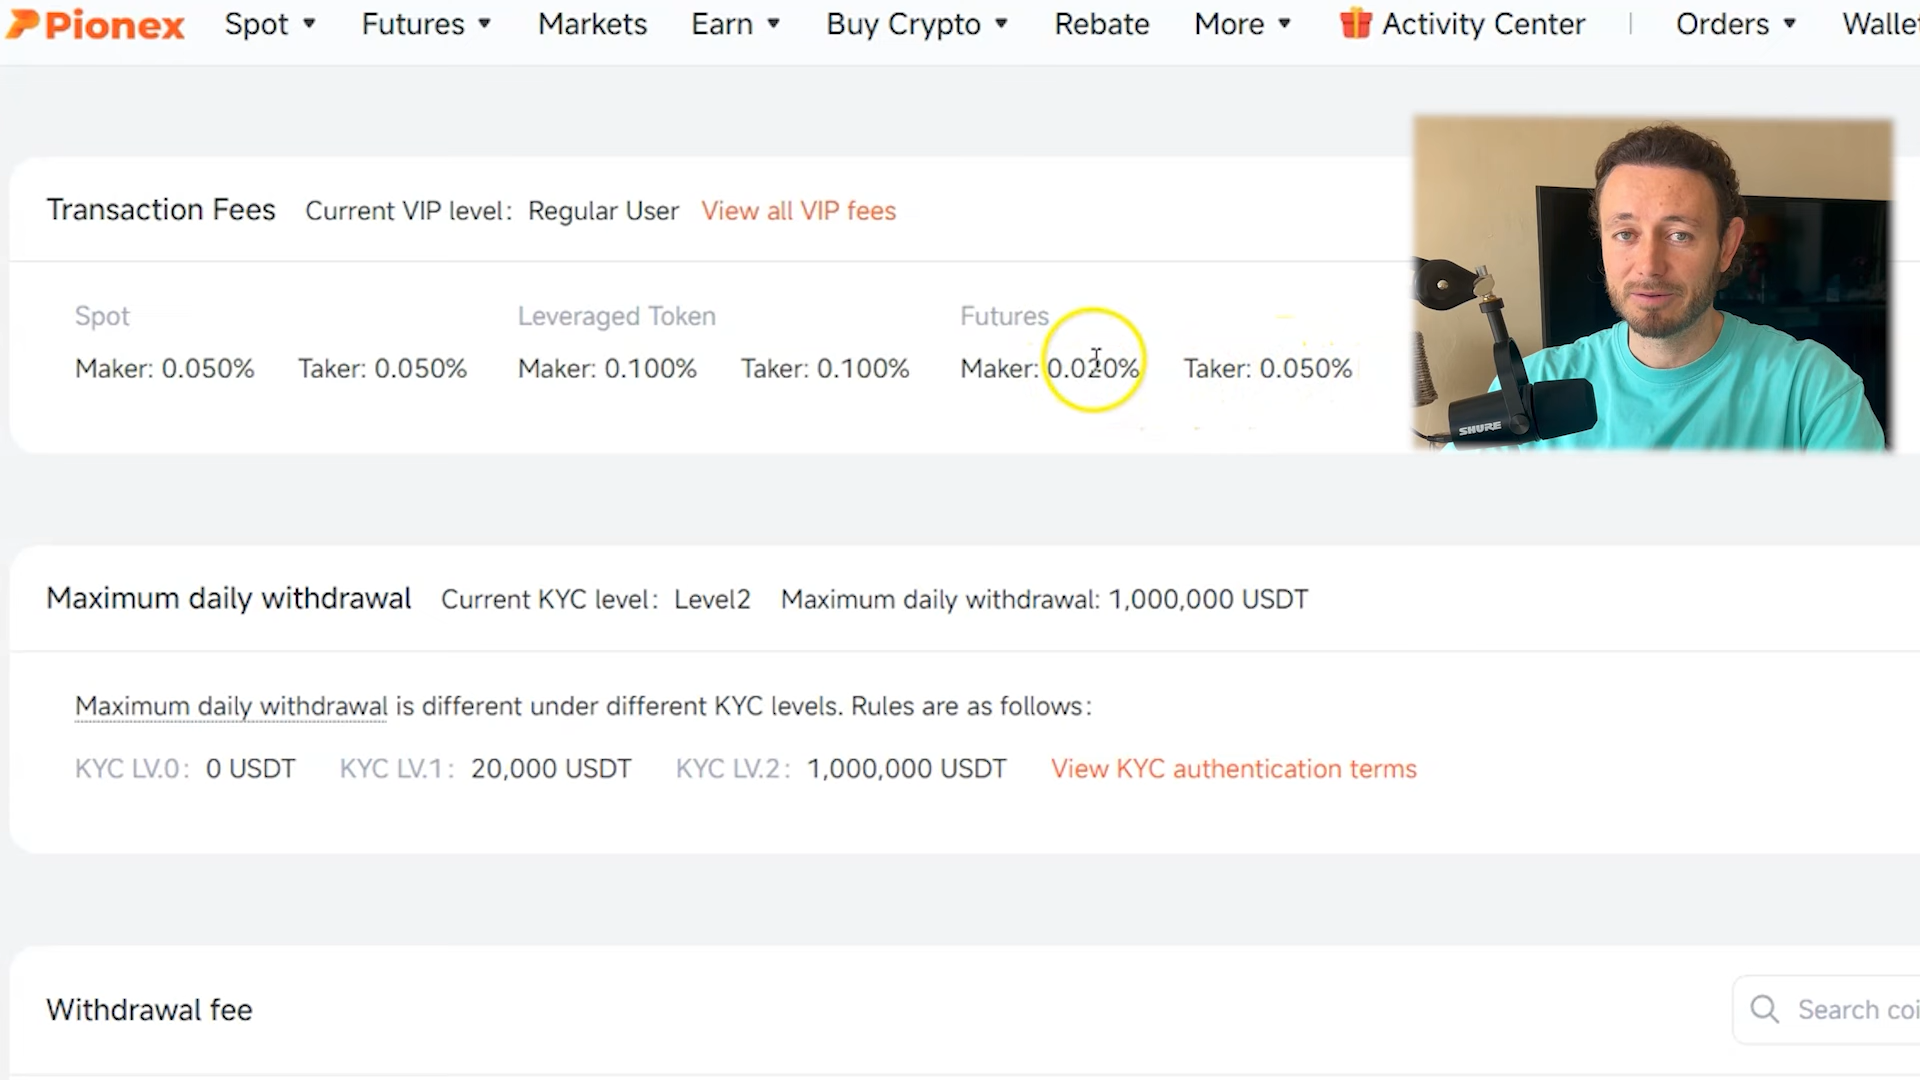 Pionex Spot Futures Markets Earn Buy Crypto Rebate More Activity Center Orders
Transaction Fees Current VIP level: Regular User View all VIP fees
Spot Leveraged Token Futures
Maker: 0.050% Taker: 0.050% Maker: 0.100% Taker: 0.100% Maker: 0.020% Taker: 0.050%
SHURE
Maximum daily withdrawal Current KYC level: Level2 Maximum daily withdrawal: 1,000,000 USDT
Maximum daily withdrawal is different under different KYC levels. Rules are as follows:
KYC LV.0: 0 USDT KYC LV.1: 20,000 USDT KYC LV.2: 1,000,000 USDT View KYC authentication terms
Withdrawal fee Search